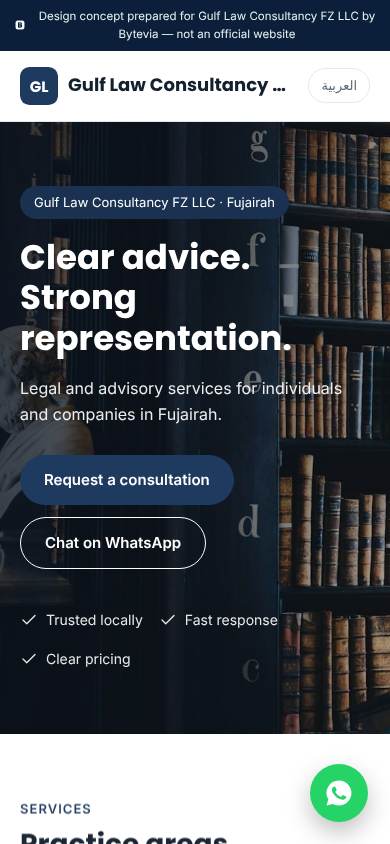 B
Design concept prepared for Gulf Law Consultancy FZ LLC by
Bytevia — not an official website
GL
Gulf Law Consultancy ...
العربية
k
g
Gulf Law Consultancy FZ LLC · Fujairah
f
Clear advice.
Strong
representation.
e
Legal and advisory services for individuals
and companies in Fujairah.
Request a consultation
d
Chat on WhatsApp
Trusted locally
Fast response
Clear pricing
c
SERVICES
Practice areas